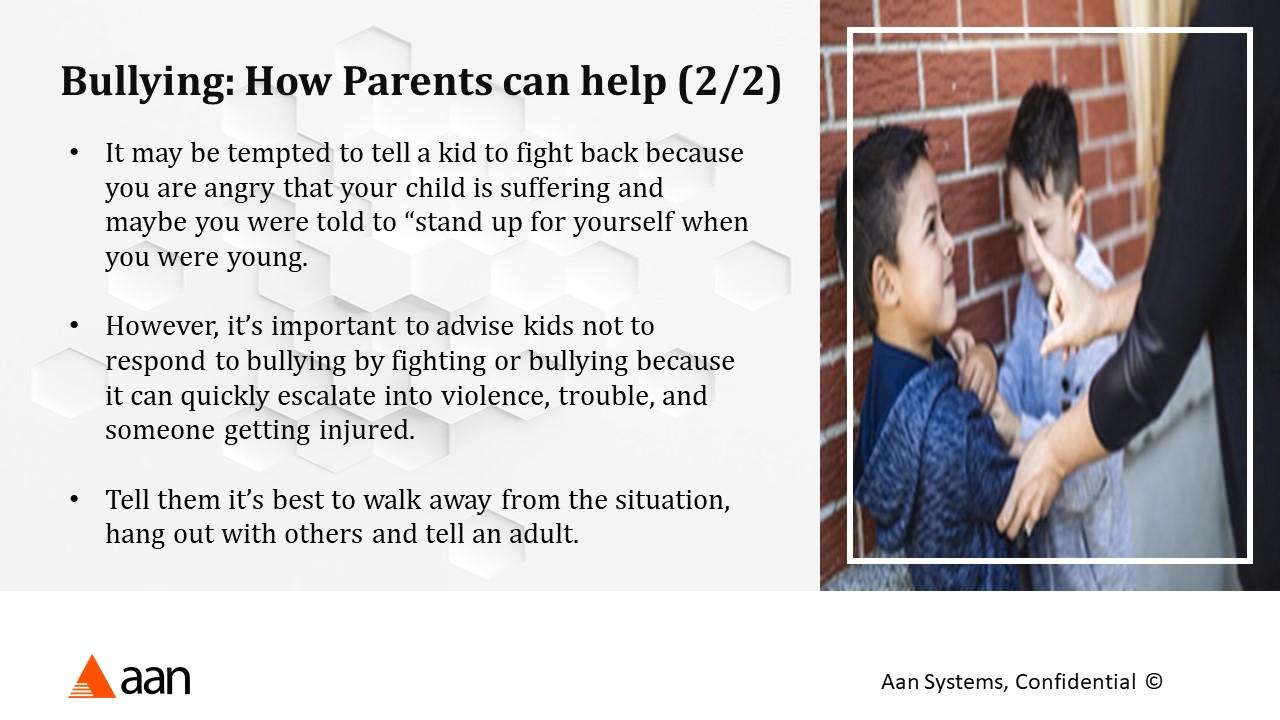 Bullying: How Parents can help (2/2)
• It may be tempted to tell a kid to fight back because
you are angry that your child is suffering and
maybe you were told to “stand up for yourself when
you were young.
• However, it’s important to advise kids not to
respond to bullying by fighting or bullying because
it can quickly escalate into violence, trouble, and
someone getting injured.
• Tell them it’s best to walk away from the situation,
hang out with others and tell an adult.
aan
Aan Systems, Confidential ©